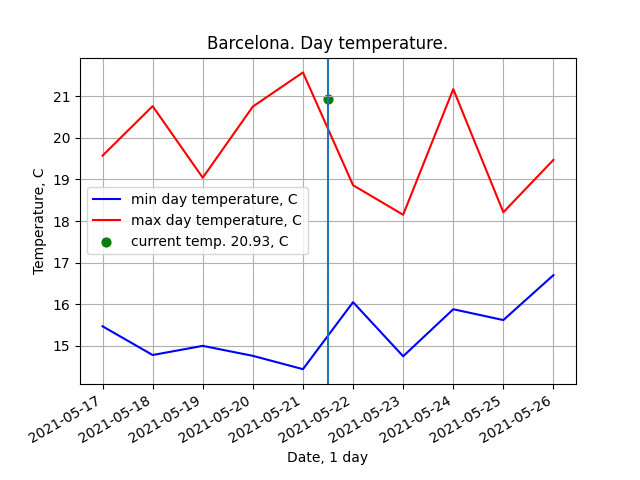 Barcelona. Day temperature.
Temperature, C
21
20
19
18
17
16
15
min day temperature, C
max day temperature, C
current temp. 20.93, C
2021-05-17
2021-05-18
2021-05-19
2021-05-20
2021-05-21
2021-05-22
2021-05-23
2021-05-24
2021-05-25
2021-05-26
Date, 1 day